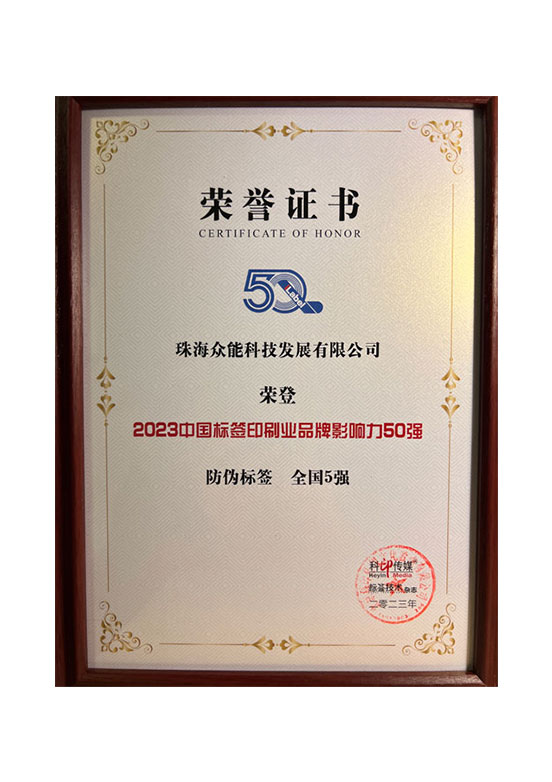 荣誉证书
CERTIFICATE OF HONOR
50
Label
珠海众能科技发展有限公司
荣登
2023中国标签印刷业品牌影响力50强
防伪标签 全国5强
科印传媒
Keyin Media
标签技术 杂志
二零二三年